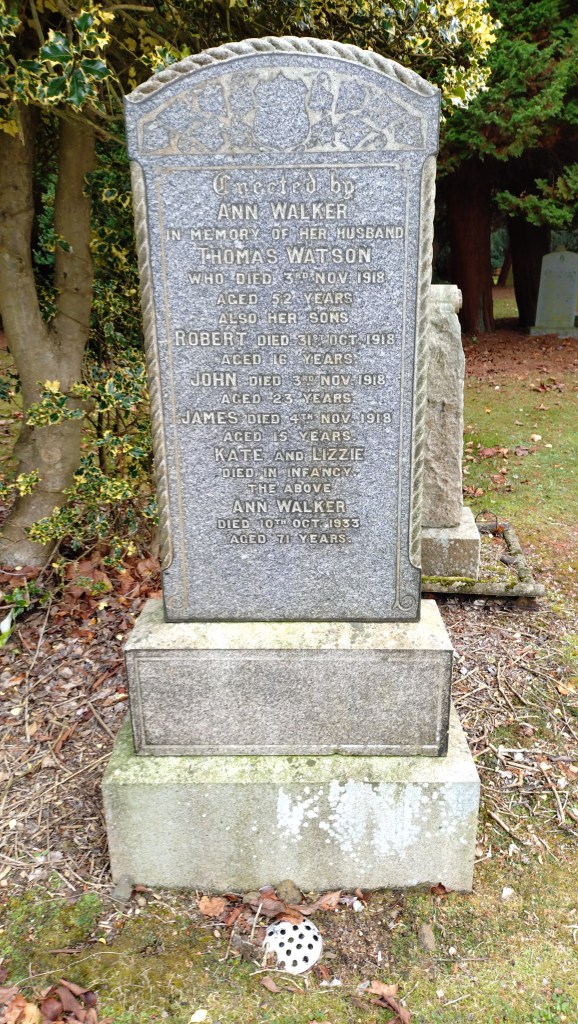 Erected by
ANN WALKER
IN MEMORY OF HER HUSBAND
THOMAS WATSON
WHO DIED 3RD NOV. 1918
AGED 52 YEARS
ALSO HER SONS
ROBERT DIED 31ST OCT. 1918
AGED 16 YEARS.
JOHN DIED 3RD NOV. 1918
AGED 23 YEARS.
JAMES DIED 4TH NOV. 1918
AGED 15 YEARS.
KATE AND LIZZIE
DIED IN INFANCY.
THE ABOVE
ANN WALKER
DIED 10TH OCT. 1933
AGED 71 YEARS.